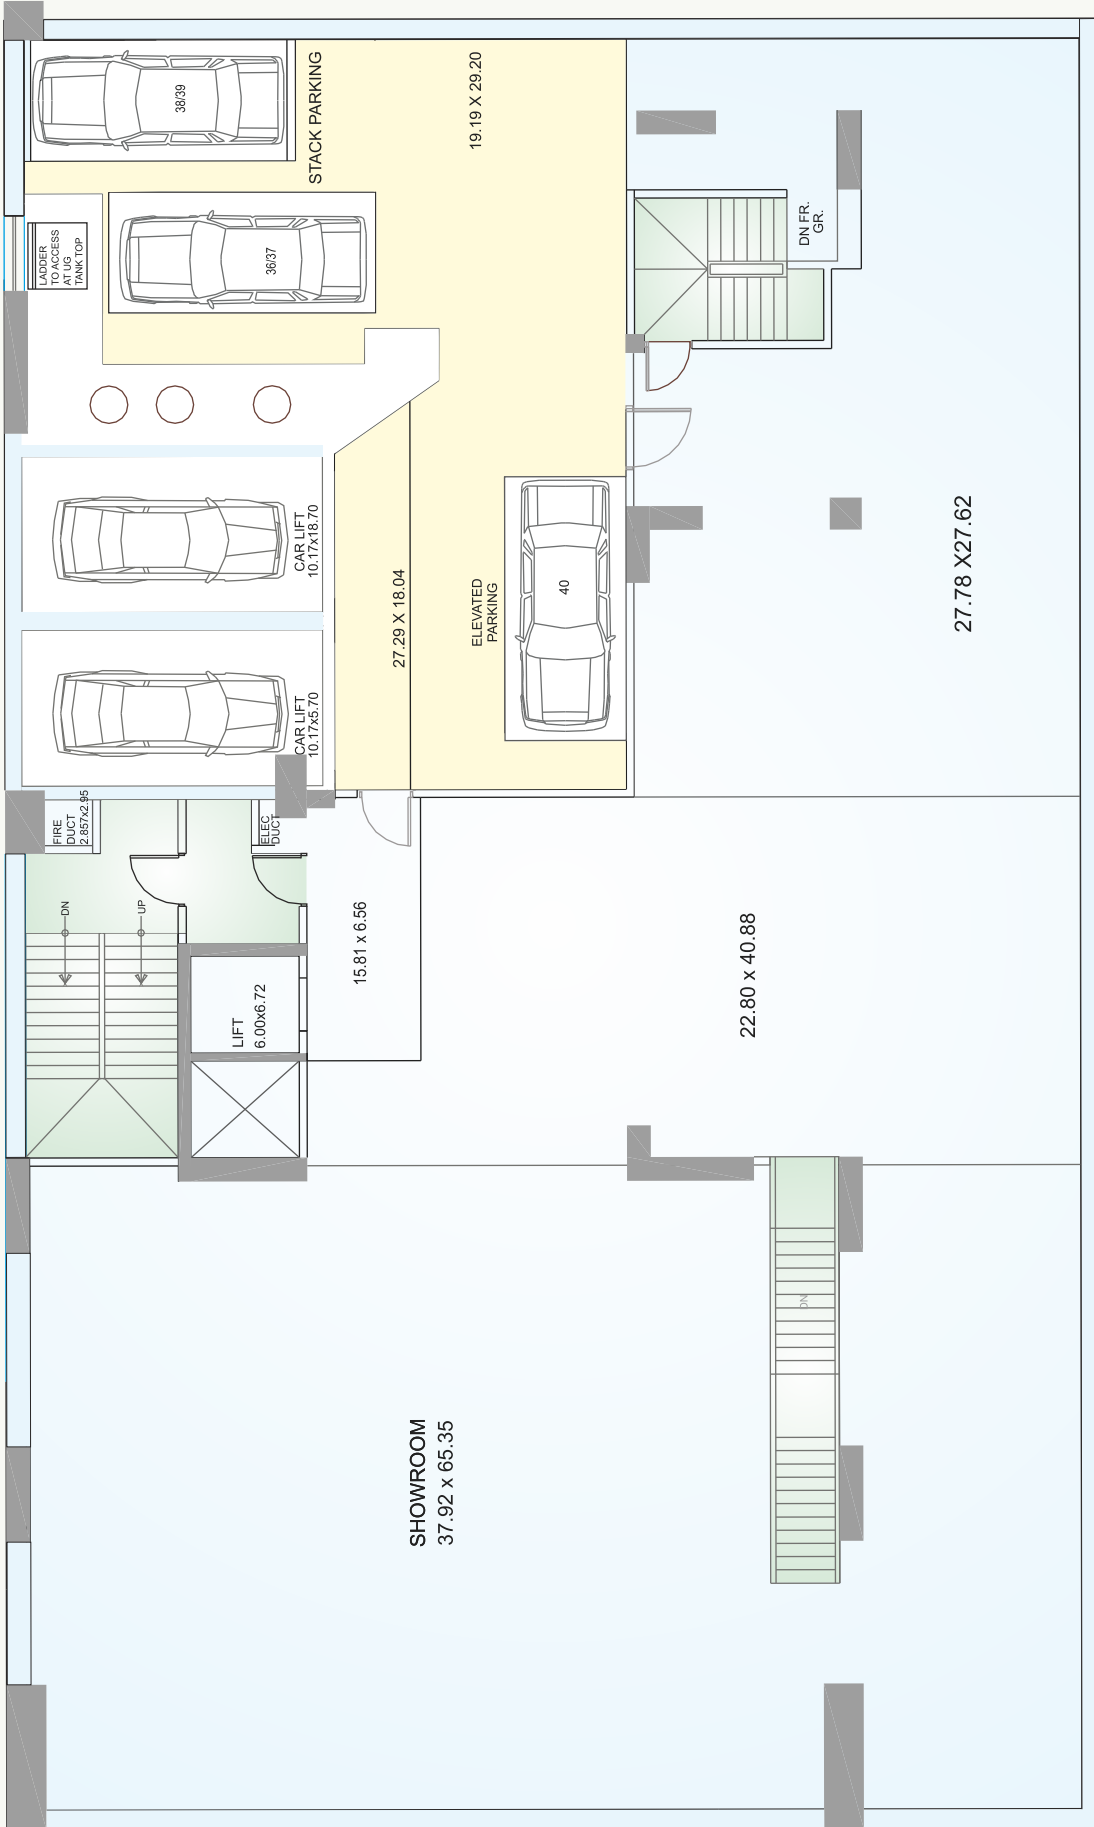 38/39
STACK PARKING
19.19 X 29.20
LADDER
TO ACCESS
AT UG
TANK TOP
36/37
DN FR.
GR.
CAR LIFT
10.17x18.70
27.29 X 18.04
ELEVATED
PARKING
40
27.78 X27.62
CAR LIFT
10.17x5.70
FIRE
DUCT
2.857x2.95
ELEC
DUCT
DN
UP
15.81 x 6.56
LIFT
6.00x6.72
22.80 x 40.88
DN
SHOWROOM
37.92 x 65.35